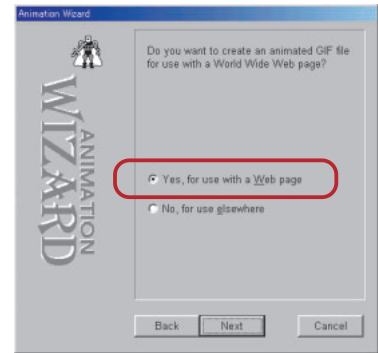 Animation Wizard
Do you want to create an animated GIF file
for use with a World Wide Web page?
ANIMATION
WIZARD
Yes, for use with a Web page
No, for use elsewhere
Back Next Cancel